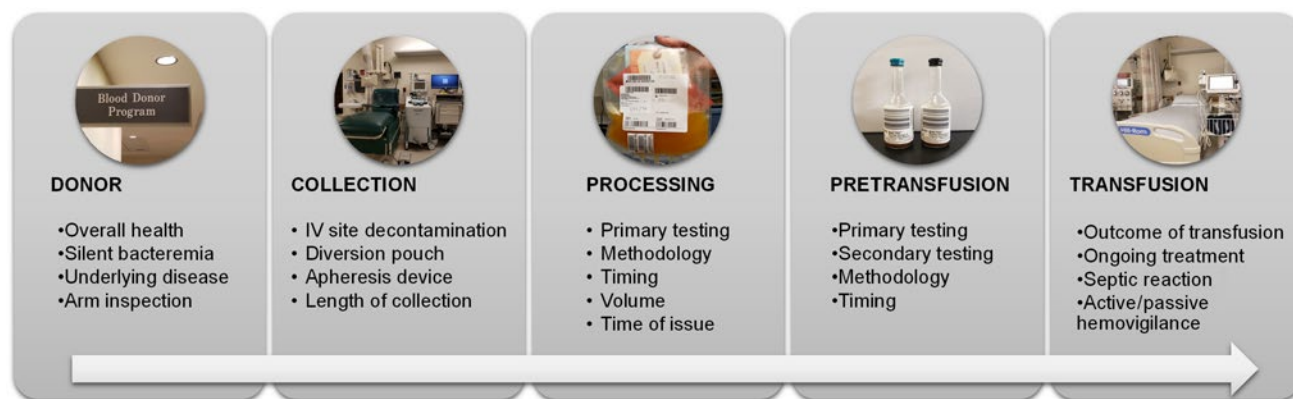 Blood Donor
Program
DONOR
•Overall health
•Silent bacteremia
•Underlying disease
•Arm inspection
COLLECTION
• IV site decontamination
• Diversion pouch
• Apheresis device
• Length of collection
PROCESSING
• Primary testing
• Methodology
• Timing
• Volume
• Time of issue
PRETRANSFUSION
•Primary testing
•Secondary testing
•Methodology
•Timing
Hill-Rom
TRANSFUSION
•Outcome of transfusion
•Ongoing treatment
•Septic reaction
•Active/passive
hemovigilance